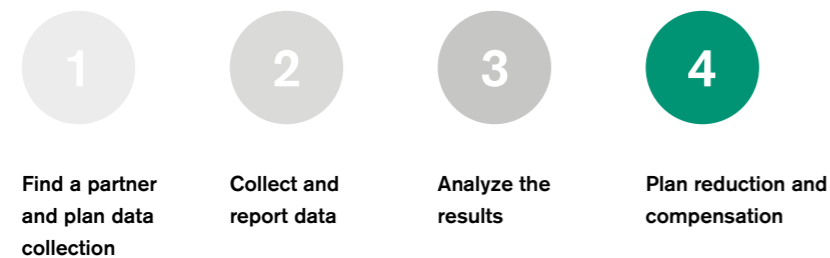 1
2
3
4
Find a partner
and plan data
collection
Collect and
report data
Analyze the
results
Plan reduction and
compensation